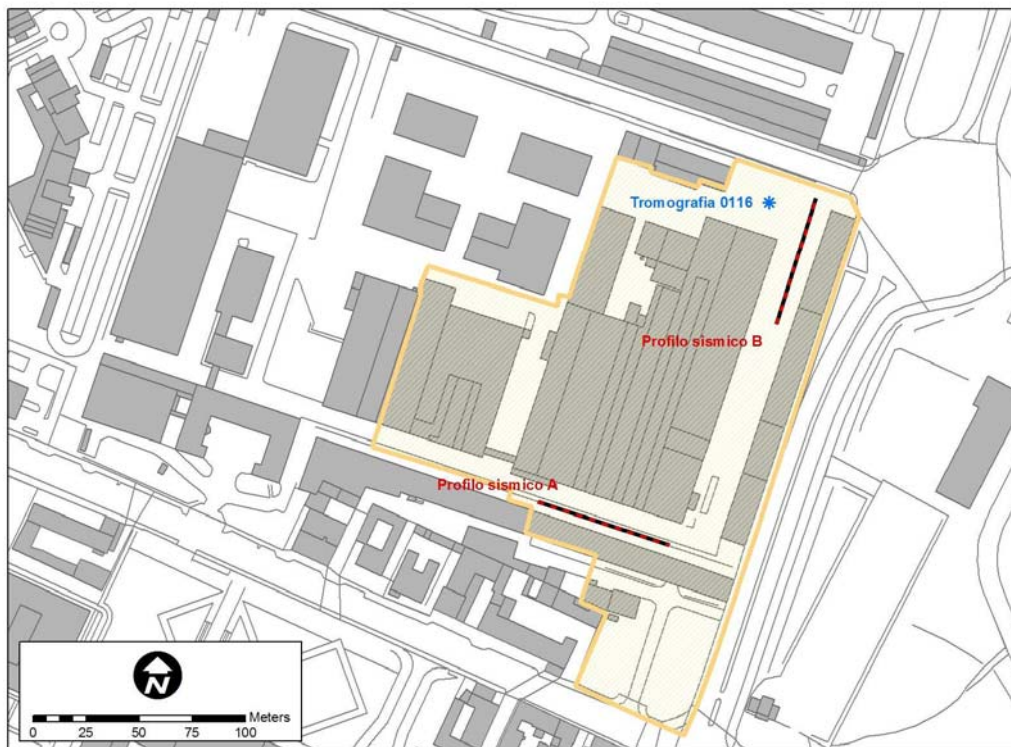 Tromografia 0116
Profilo sismico B
Profilo sismico A
N
Meters
0 25 50 75 100